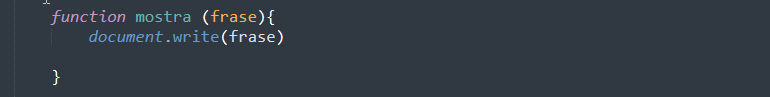 function mostra (frase){
document.write(frase)
}